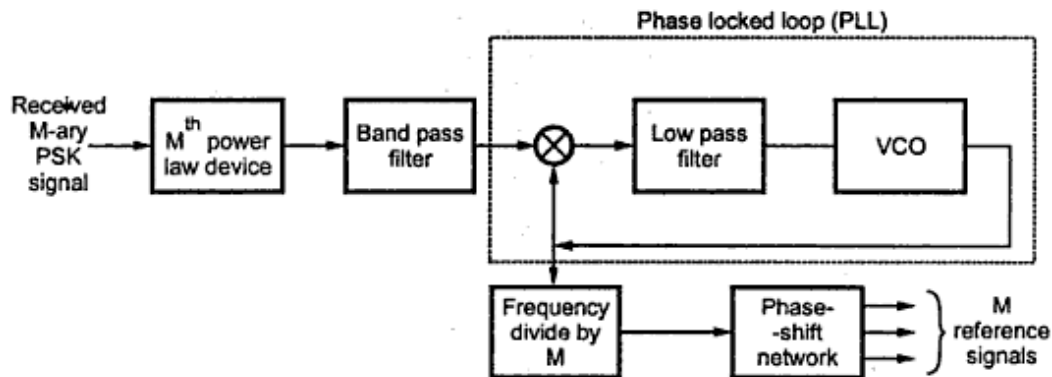 Phase locked loop (PLL)
Received
M-ary
PSK
signal
Mth power
law device
Band pass
filter
Low pass
filter
VCO
Frequency
divide by
M
Phase-
-shift
network
M
reference
signals